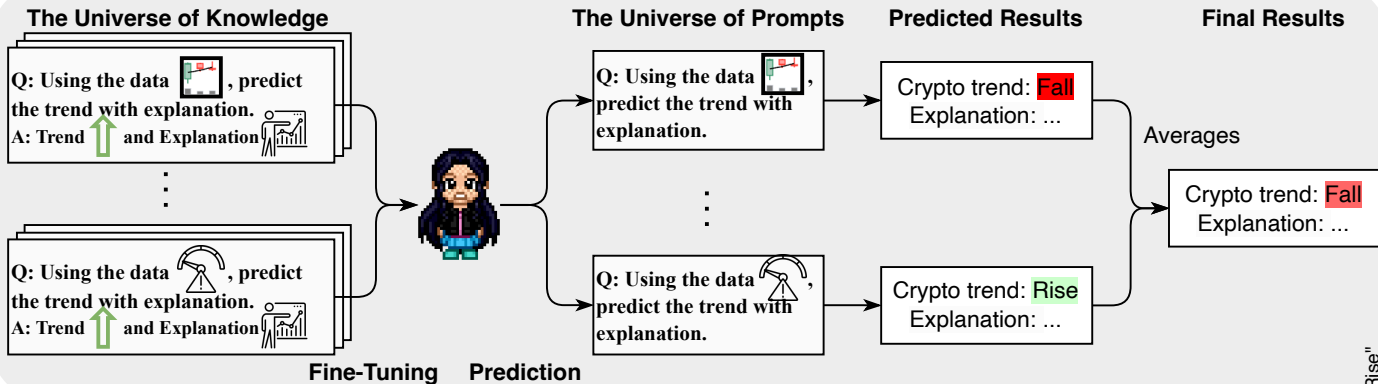 The Universe of Knowledge
Q: Using the data , predict
the trend with explanation.
A: Trend and Explanation
⋮
Q: Using the data , predict
the trend with explanation.
A: Trend and Explanation
Fine-Tuning
Prediction
The Universe of Prompts
Q: Using the data ,
predict the trend with
explanation.
⋮
Q: Using the data ,
predict the trend with
explanation.
Predicted Results
Crypto trend: Fall
Explanation: ...
Crypto trend: Rise
Explanation: ...
Averages
Final Results
Crypto trend: Fall
Explanation: ...
Rise"